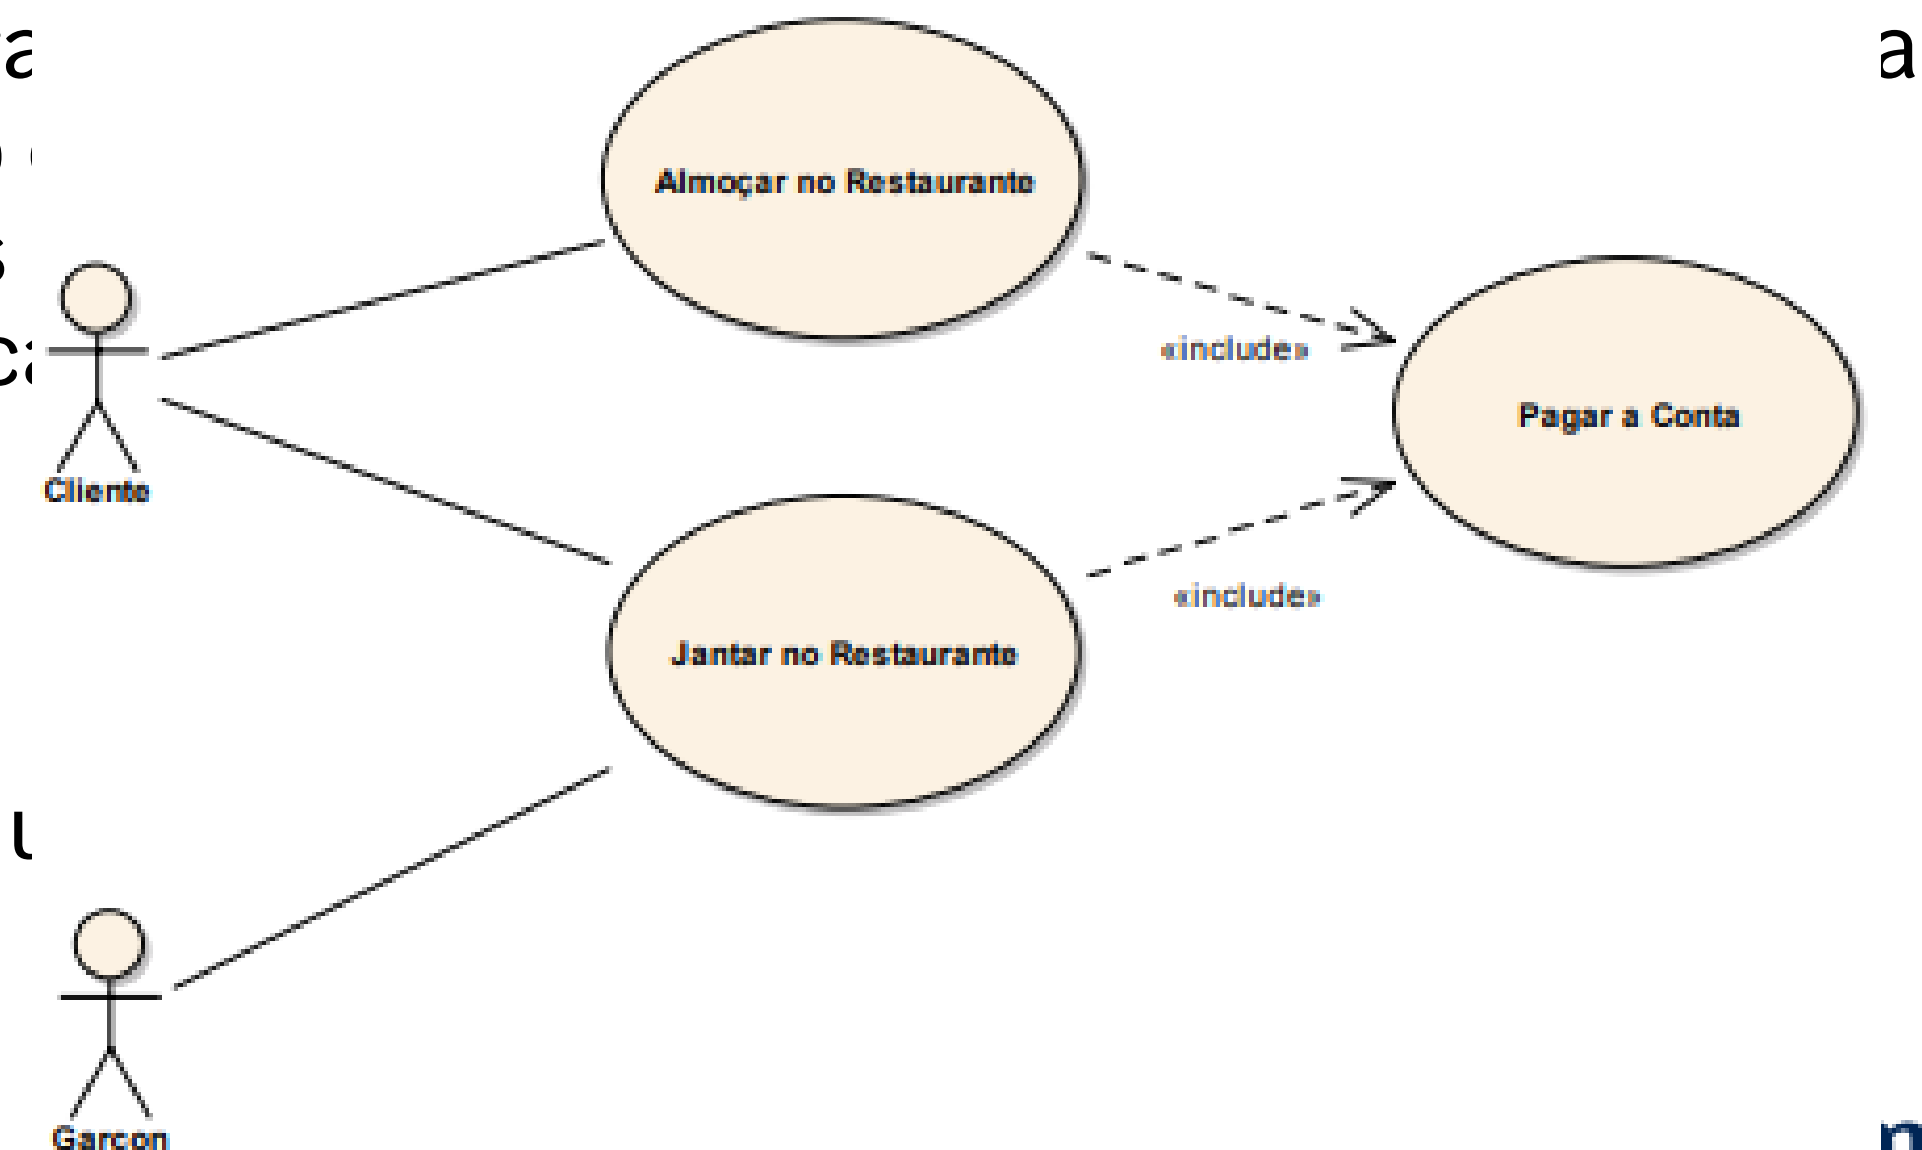 a
Almoçar no Restaurante
«include»
Pagar a Conta
Cliente
«include»
Jantar no Restaurante
Garcon